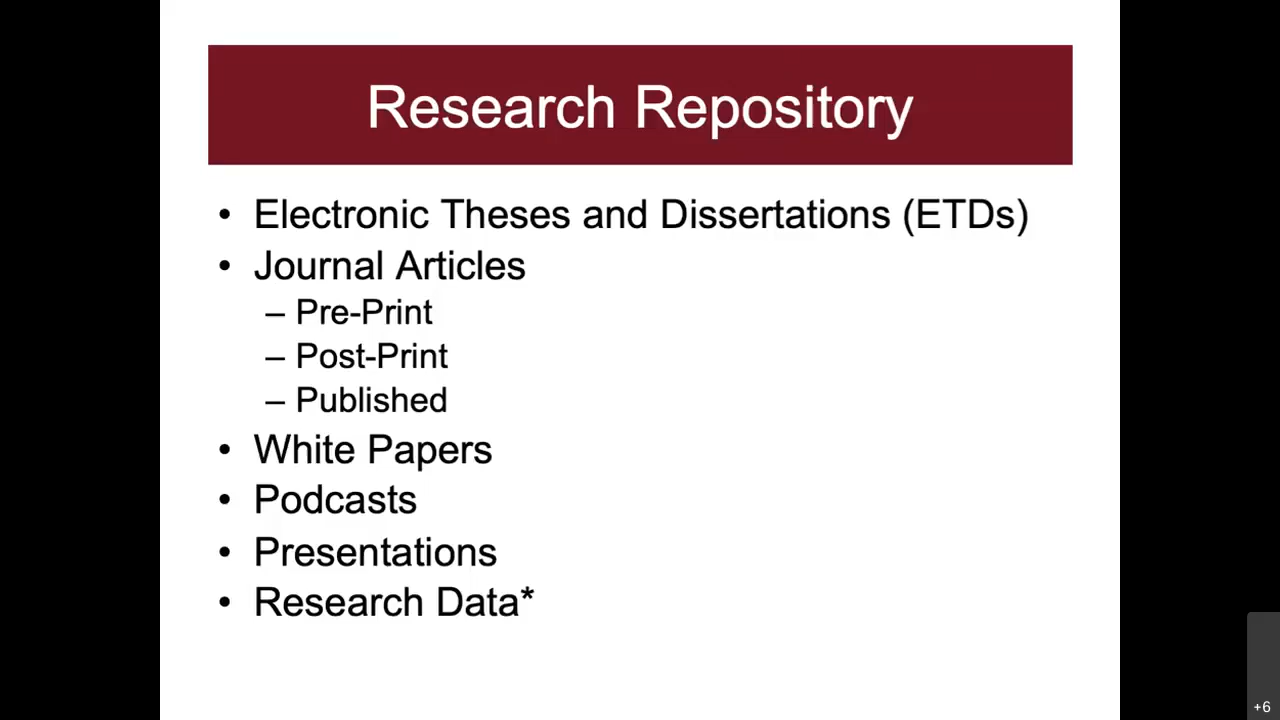 Research Repository
• Electronic Theses and Dissertations (ETDs)
• Journal Articles
– Pre-Print
– Post-Print
– Published
• White Papers
• Podcasts
• Presentations
• Research Data*
+6